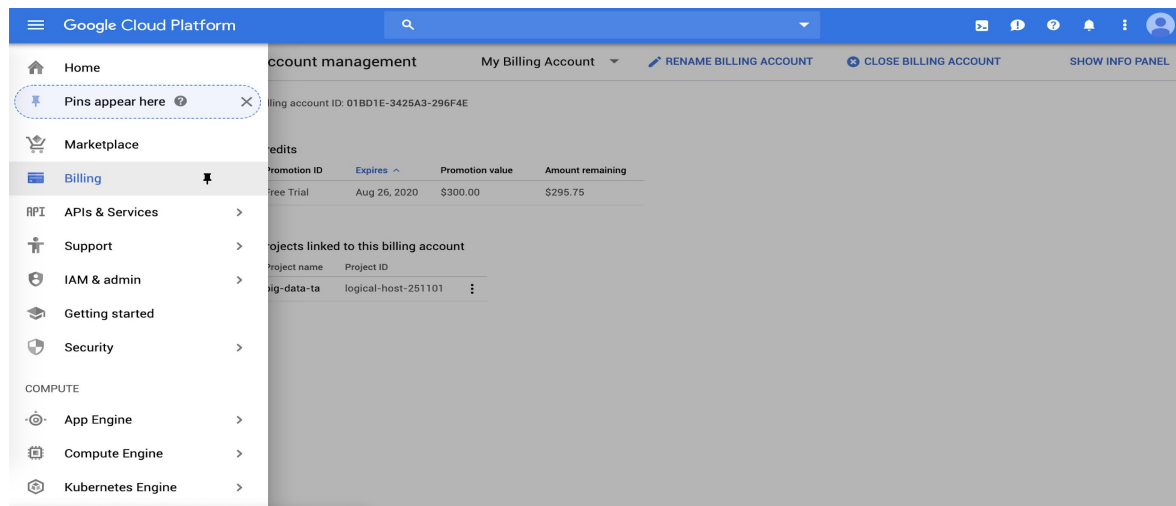 Google Cloud Platform
Home
Pins appear here
Marketplace
Billing
API APIs & Services
Support
IAM & admin
Getting started
Security
COMPUTE
App Engine
Compute Engine
Kubernetes Engine
ccount management My Billing Account RENAME BILLING ACCOUNT CLOSE BILLING ACCOUNT SHOW INFO PANEL
illing account ID: 01BD1E-3425A3-296F4E
redits
Promotion ID Expires Promotion value Amount remaining
Free Trial Aug 26, 2020 $300.00 $295.75
rojects linked to this billing account
Project name Project ID
big-data-ta logical-host-251101